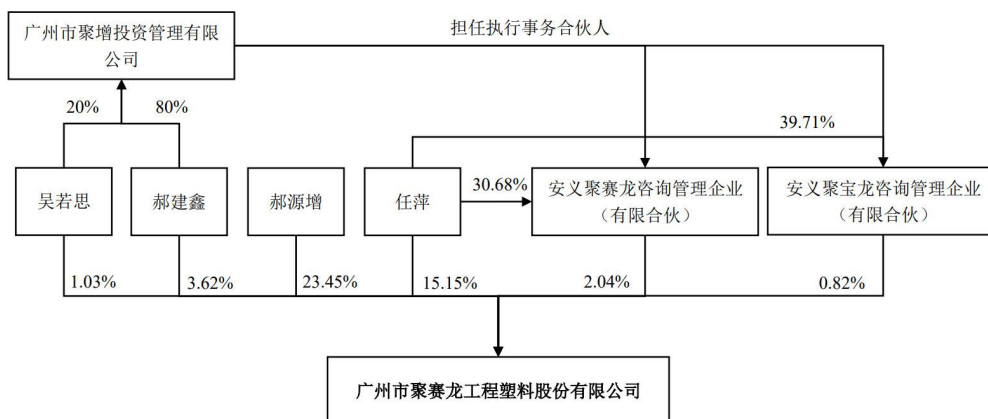 广州市聚增投资管理有限
公司
担任执行事务合伙人
20%
80%
39.71%
吴若思
郝建鑫
郝源增
任萍
30.68%
安义聚赛龙咨询管理企业
（有限合伙）
安义聚宝龙咨询管理企业
（有限合伙）
1.03%
3.62%
23.45%
15.15%
2.04%
0.82%
广州市聚赛龙工程塑料股份有限公司